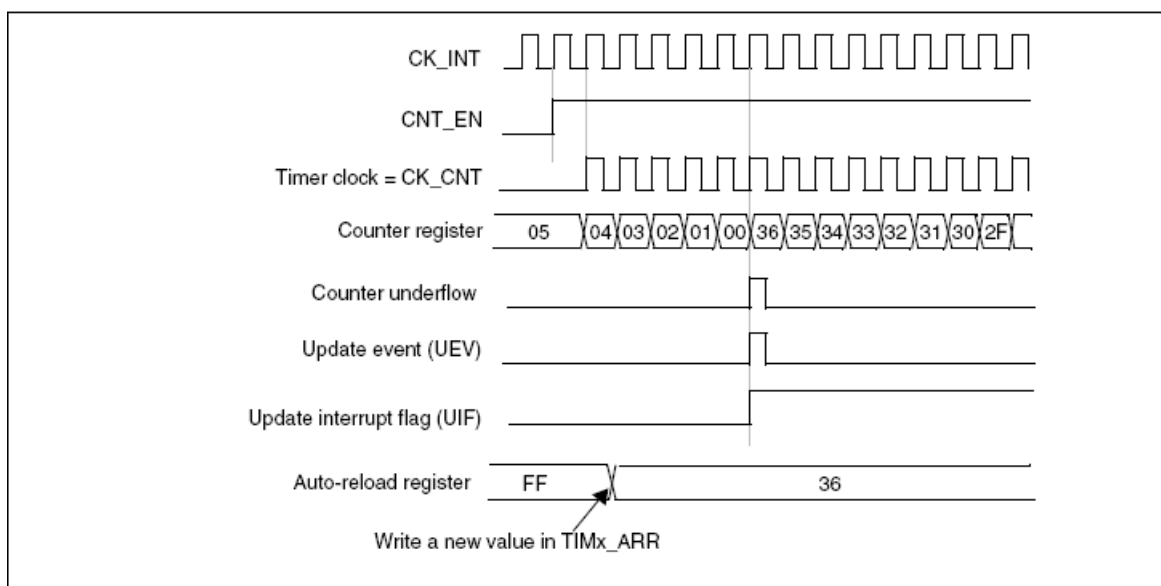 CK_INT
CNT_EN
Timer clock = CK_CNT
Counter register 05 04 03 02 01 00 36 35 34 33 32 31 30 2F
Counter underflow
Update event (UEV)
Update interrupt flag (UIF)
Auto-reload register FF 36
Write a new value in TIMx_ARR